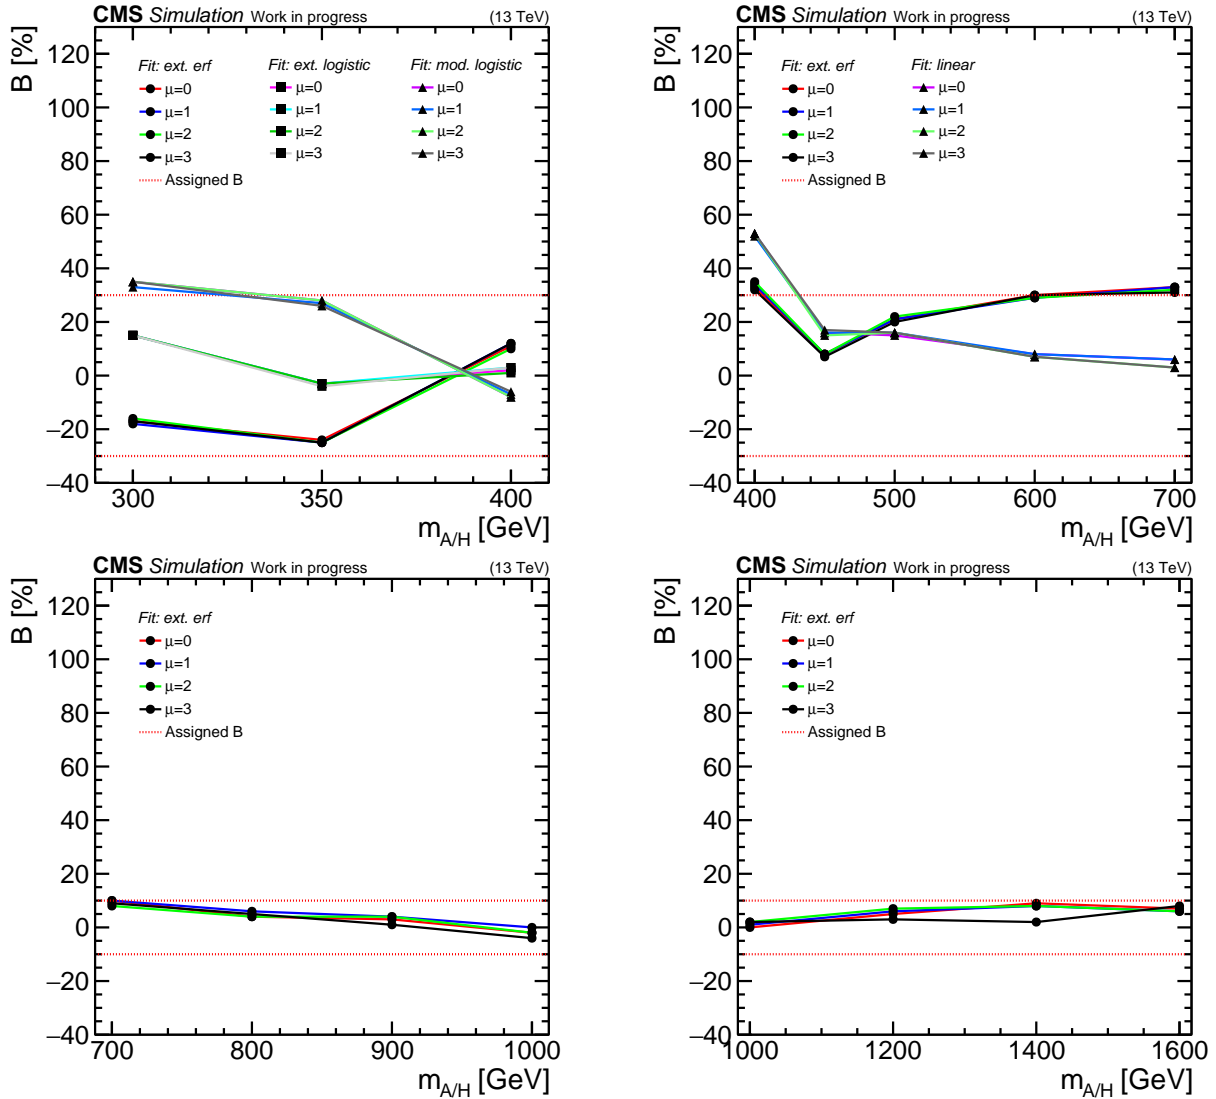 CMS Simulation Work in progress (13 TeV)
B [%]
120
100
80
60
40
20
0
−20
−40
Fit: ext. erf Fit: ext. logistic Fit: mod. logistic
μ=0 μ=0 μ=0
μ=1 μ=1 μ=1
μ=2 μ=2 μ=2
μ=3 μ=3 μ=3
Assigned B
300 350 400
m_A/H [GeV]
CMS Simulation Work in progress (13 TeV)
B [%]
120
100
80
60
40
20
0
−20
−40
Fit: ext. erf Fit: linear
μ=0 μ=0
μ=1 μ=1
μ=2 μ=2
μ=3 μ=3
Assigned B
400 500 600 700
m_A/H [GeV]
CMS Simulation Work in progress (13 TeV)
B [%]
120
100
80
60
40
20
0
−20
−40
Fit: ext. erf
μ=0
μ=1
μ=2
μ=3
Assigned B
700 800 900 1000
m_A/H [GeV]
CMS Simulation Work in progress (13 TeV)
B [%]
120
100
80
60
40
20
0
−20
−40
Fit: ext. erf
μ=0
μ=1
μ=2
μ=3
Assigned B
1000 1200 1400 1600
m_A/H [GeV]